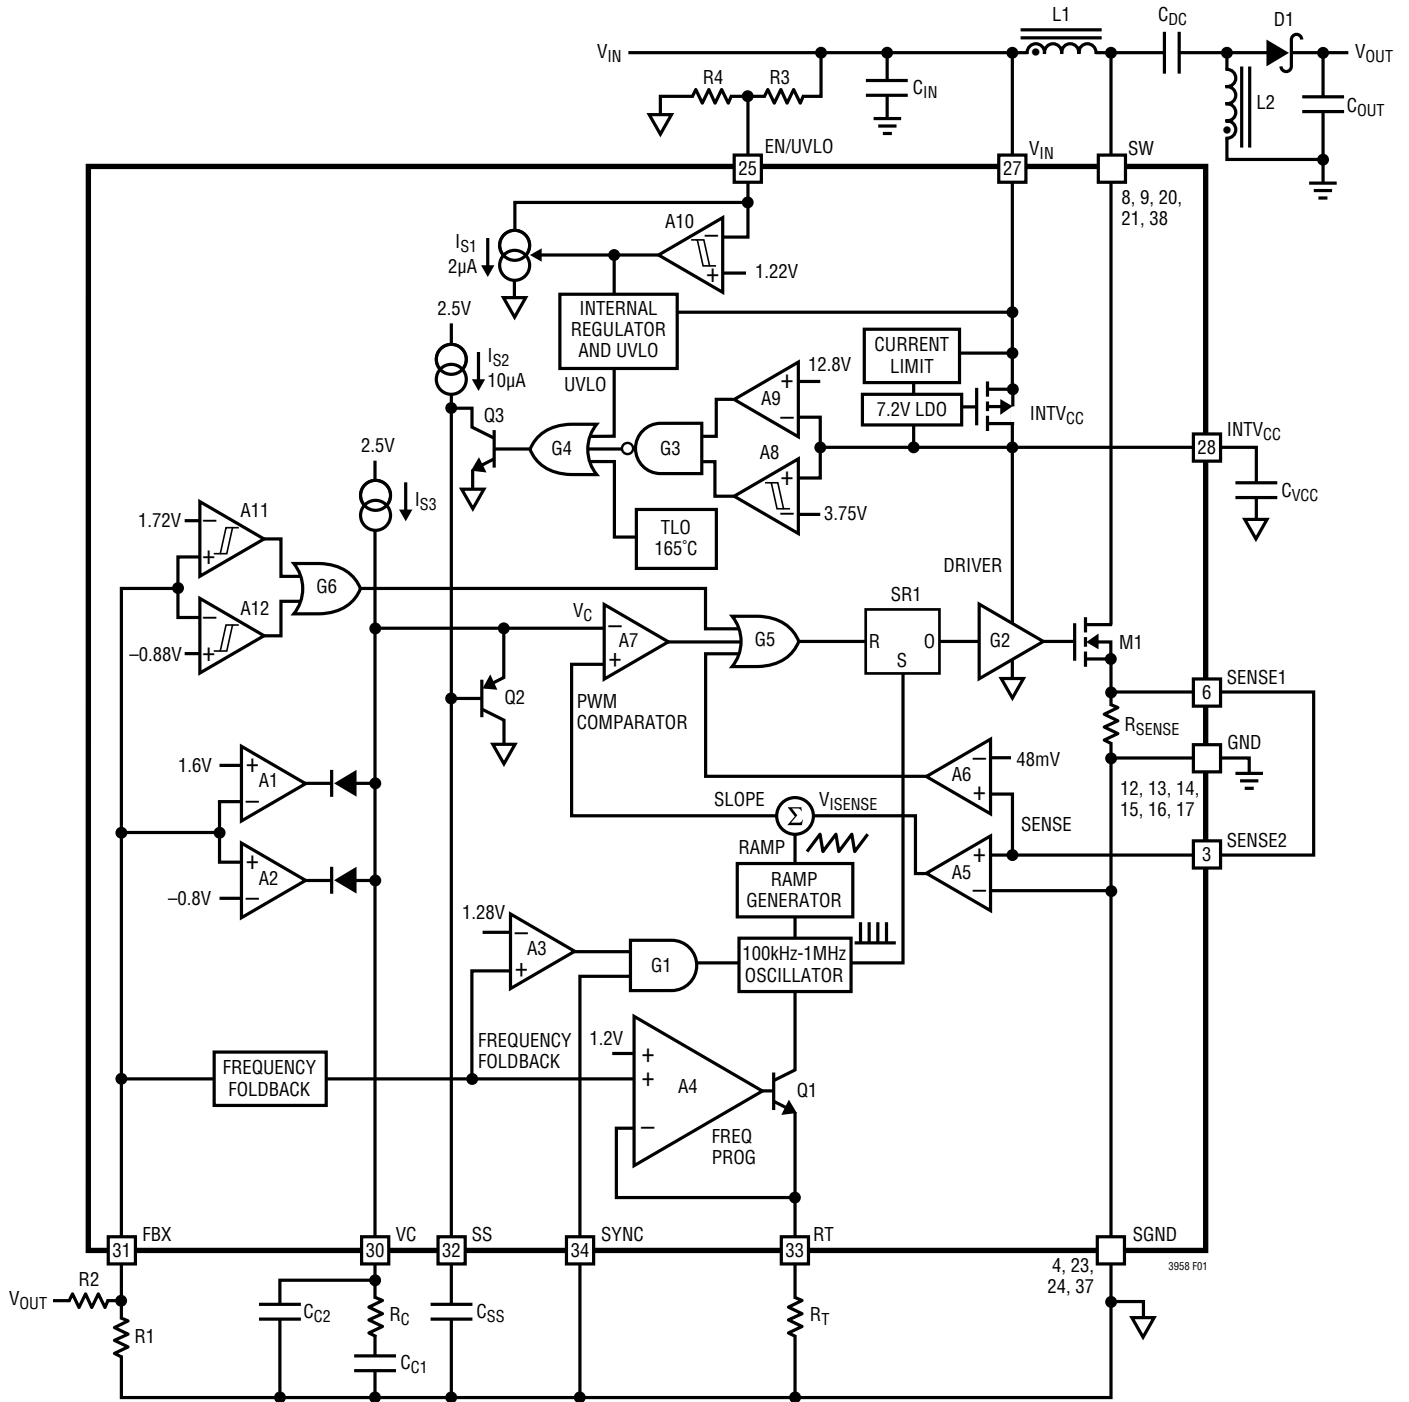 L1
CDC
D1
VIN
VOUT
R4
R3
CIN
L2
COUT
EN/UVLO
VIN
SW
25
27
8, 9, 20,
21, 38
A10
IS1
2µA
−
+
1.22V
2.5V
INTERNAL
REGULATOR
AND UVLO
CURRENT
LIMIT
IS2
10µA
12.8V
UVLO
A9
+
−
7.2V LDO
INTVCC
Q3
2.5V
G4
G3
A8
INTVCC
28
+
−
3.75V
CVCC
IS3
A11
1.72V
−
+
TLO
165˚C
G6
DRIVER
A12
SR1
−
+
−0.88V
VC
−
+
A7
G5
R
O
S
G2
M1
Q2
SENSE1
6
PWM
COMPARATOR
RSENSE
1.6V
+
−
A1
GND
A6
−
+
48mV
12, 13, 14,
15, 16, 17
SLOPE
Σ
VISENSE
SENSE
SENSE2
3
RAMP
+
−
A2
−0.8V
A5
+
−
RAMP
GENERATOR
1.28V
−
+
A3
G1
100kHz-1MHz
OSCILLATOR
1.2V
FREQUENCY
FOLDBACK
FREQUENCY
FOLDBACK
+
+
−
A4
Q1
FREQ
PROG
FBX
VC
SS
SYNC
RT
SGND
31
30
32
34
33
4, 23,
24, 37
3958 F01
R2
VOUT
R1
CC2
RC
CSS
RT
CC1